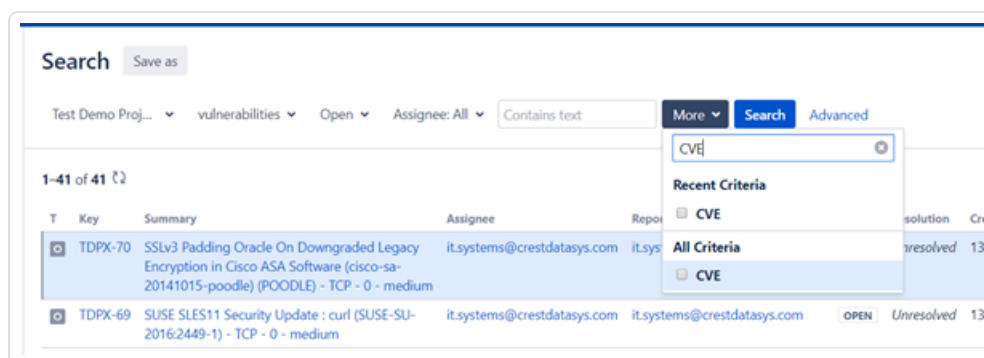 Search Save as
Test Demo Proj... vulnerabilities Open Assignee: All Contains text More Search Advanced
CVE
1–41 of 41
Recent Criteria
CVE
All Criteria
CVE
T Key Summary Assignee Repor solution Cr
TDPX-70 SSLv3 Padding Oracle On Downgraded Legacy it.systems@crestdatasys.com it.sys nresolved 13
Encryption in Cisco ASA Software (cisco-sa-
20141015-poodle) (POODLE) - TCP - 0 - medium
TDPX-69 SUSE SLES11 Security Update : curl (SUSE-SU- it.systems@crestdatasys.com it.systems@crestdatasys.com OPEN Unresolved 13
2016:2449-1) - TCP - 0 - medium